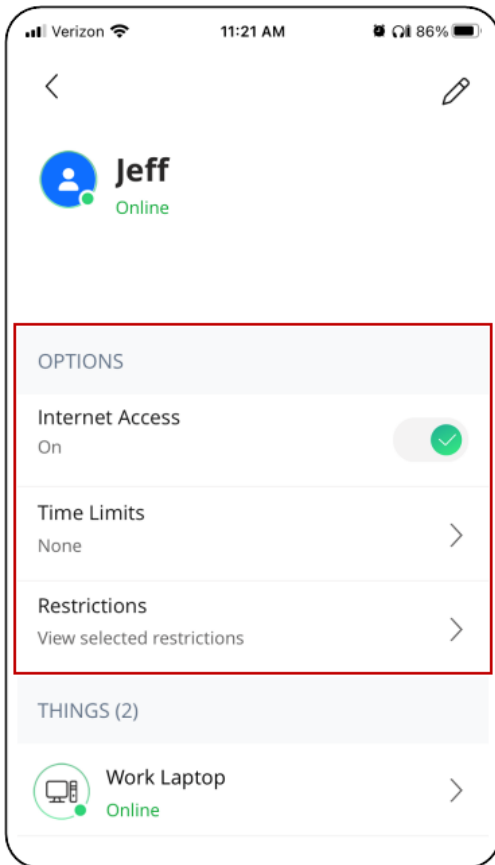 Verizon 11:21 AM 86%
Jeff
Online
OPTIONS
Internet Access
On
Time Limits
None
Restrictions
View selected restrictions
THINGS (2)
Work Laptop
Online